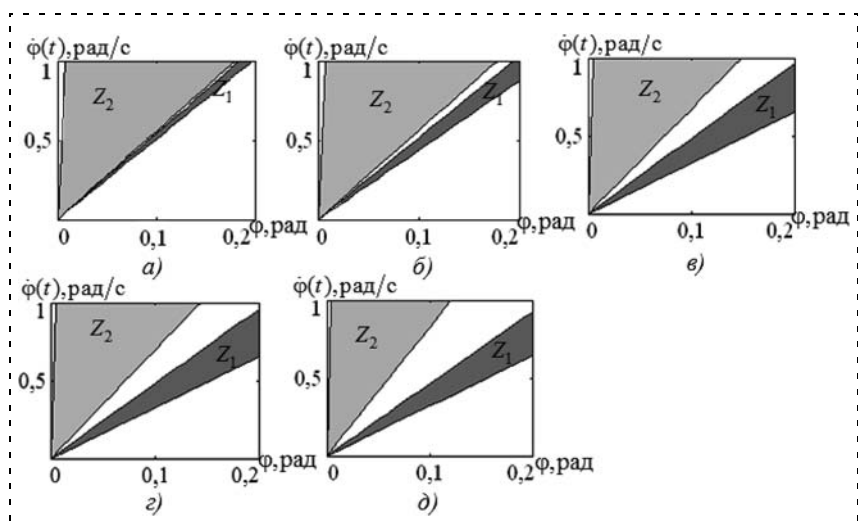 φ̇(t),рад/с φ̇(t),рад/с φ̇(t),рад/с
1 1 1
Z₂ Z₁ Z₂ Z₁ Z₂ Z₁
0,5 0,5 0,5
0 0,1 0,2 φ,рад 0 0,1 0,2 φ,рад 0 0,1 0,2 φ,рад
а) б) в)
φ̇(t),рад/с φ̇(t),рад/с
1 1
Z₂ Z₁ Z₂ Z₁
0,5 0,5
0 0,1 0,2 φ,рад 0 0,1 0,2 φ,рад
г) д)